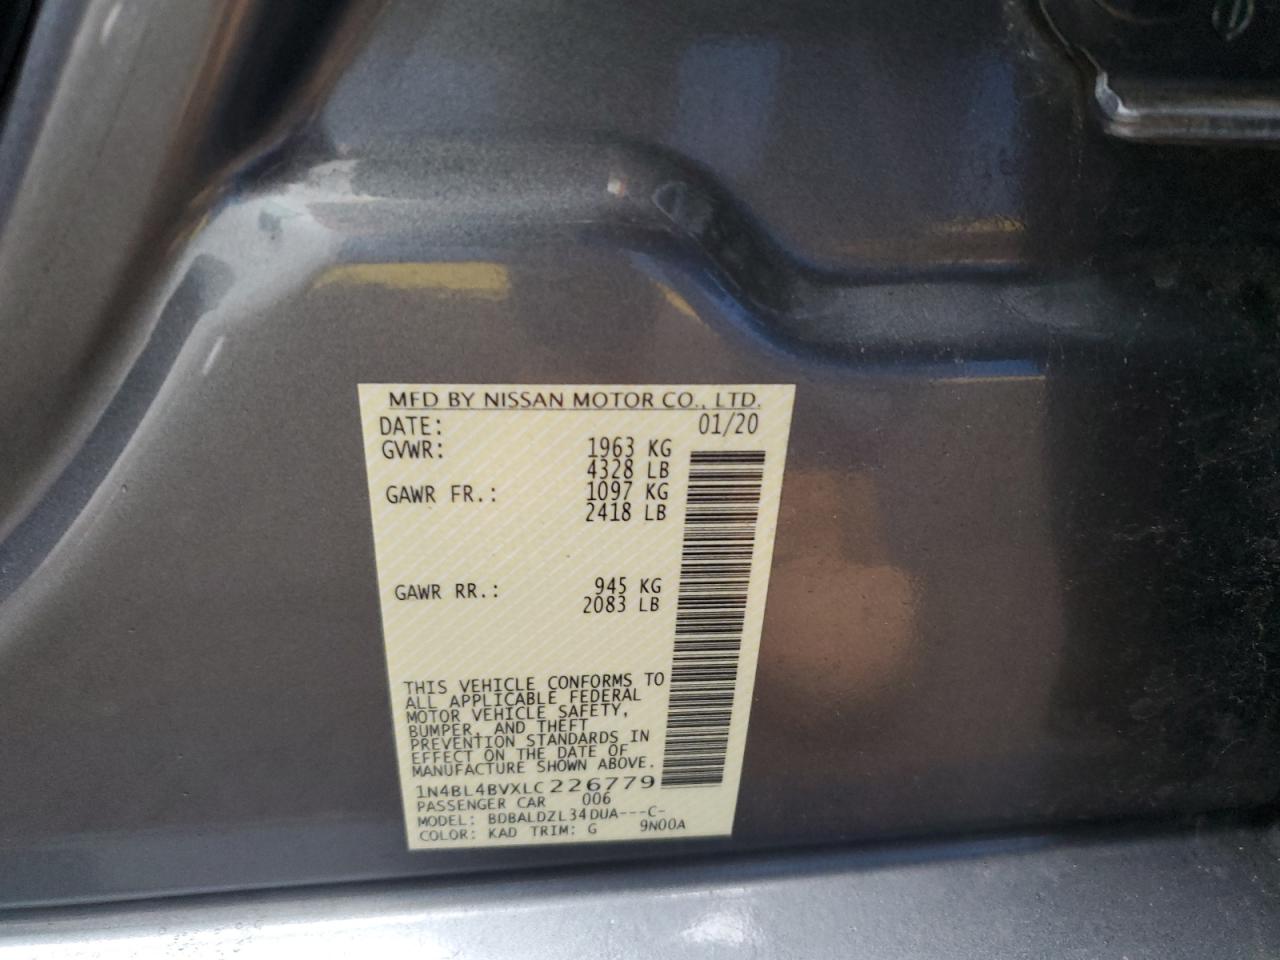 MFD BY NISSAN MOTOR CO., LTD.
DATE: 01/20
GVWR: 1963 KG
4328 LB
GAWR FR.: 1097 KG
2418 LB
GAWR RR.: 945 KG
2083 LB
THIS VEHICLE CONFORMS TO
ALL APPLICABLE FEDERAL
MOTOR VEHICLE SAFETY,
BUMPER, AND THEFT
PREVENTION STANDARDS IN
EFFECT ON THE DATE OF
MANUFACTURE SHOWN ABOVE.
1N4BL4BVXLC226779
PASSENGER CAR 006
MODEL: BDBALDZL34DUA---C-
COLOR: KAD TRIM: G 9N00A